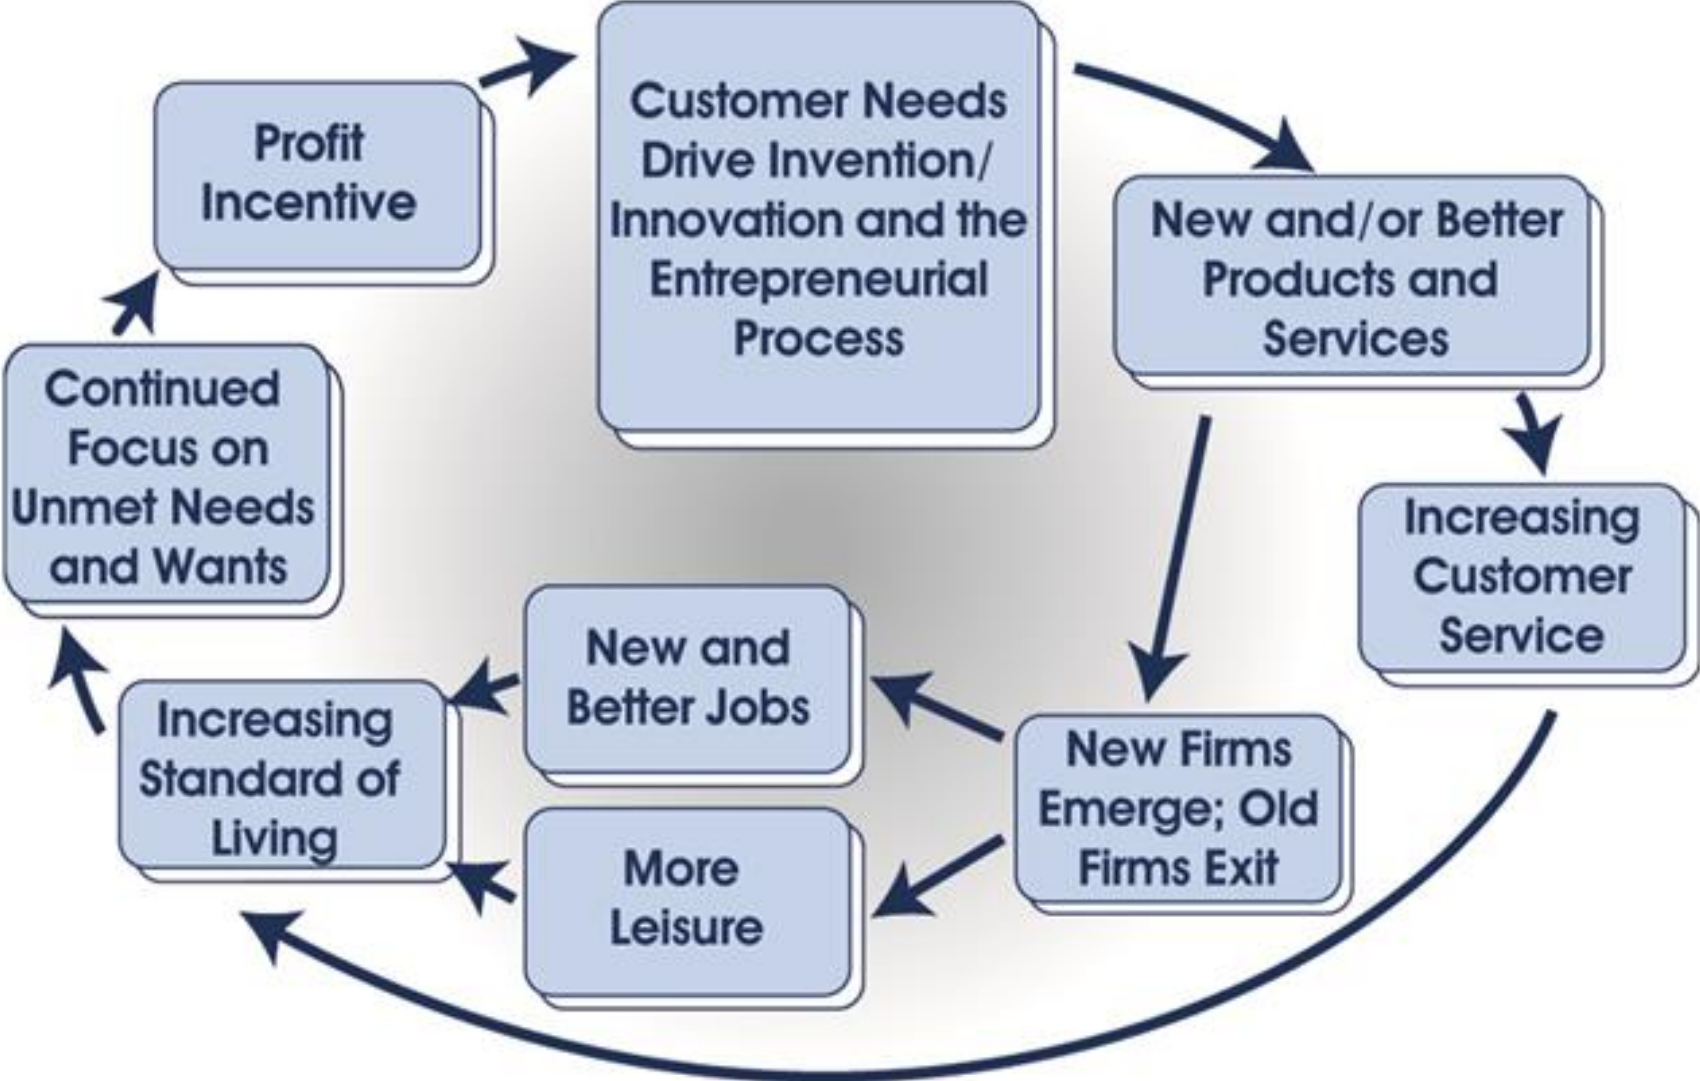 Customer Needs
Drive Invention/
Innovation and the
Entrepreneurial
Process
New and/or Better
Products and
Services
Increasing
Customer
Service
New Firms
Emerge; Old
Firms Exit
New and
Better Jobs
More
Leisure
Increasing
Standard of
Living
Continued
Focus on
Unmet Needs
and Wants
Profit
Incentive